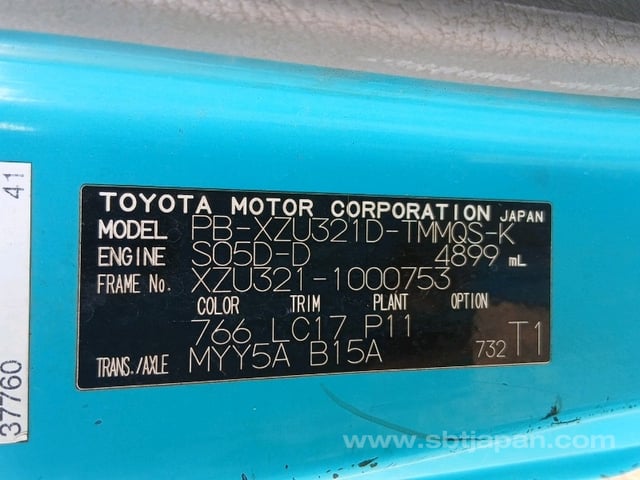 TOYOTA MOTOR CORPORATION JAPAN
MODEL PB-XZU321D-TMMQS-K
ENGINE S05D-D 4899 mL
FRAME No. XZU321-1000753
COLOR TRIM PLANT OPTION
766 LC17 P11
TRANS./AXLE MYY5A B15A 732 T1
37760 41
www.sbtjapan.com